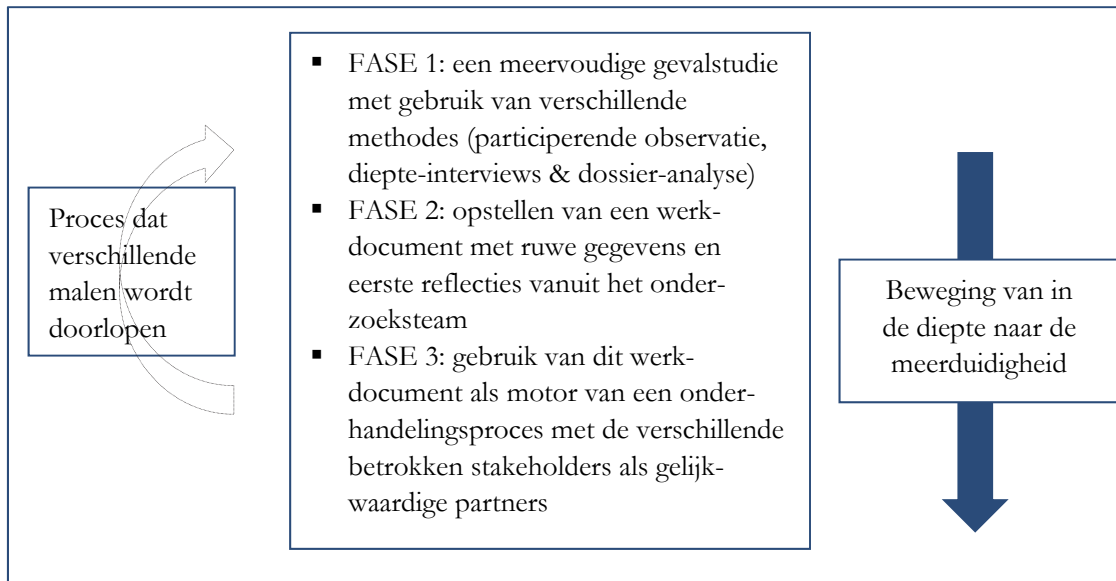 Proces dat
verschillende
malen wordt
doorlopen
▪ FASE 1: een meervoudige gevalstudie
met gebruik van verschillende
methodes (participerende observatie,
diepte-interviews & dossier-analyse)
▪ FASE 2: opstellen van een werk-
document met ruwe gegevens en
eerste reflecties vanuit het onder-
zoeksteam
▪ FASE 3: gebruik van dit werk-
document als motor van een onder-
handelingsproces met de verschillende
betrokken stakeholders als gelijk-
waardige partners
Beweging van in
de diepte naar de
meerduidigheid